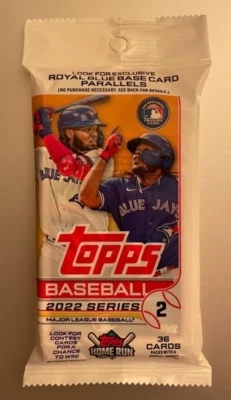 LOOK FOR EXCLUSIVE
ROYAL BLUE BASE CARD
PARALLELS
(NO PURCHASE NECESSARY. SEE BACK FOR DETAILS.)
BLUE JAYS
TOPPS
BASEBALL
2022 SERIES 2
MAJOR LEAGUE BASEBALL
LOOK FOR
CONTEST
CARDS
FOR A
CHANCE
TO WIN!
Topps
HOME RUN
36
CARDS